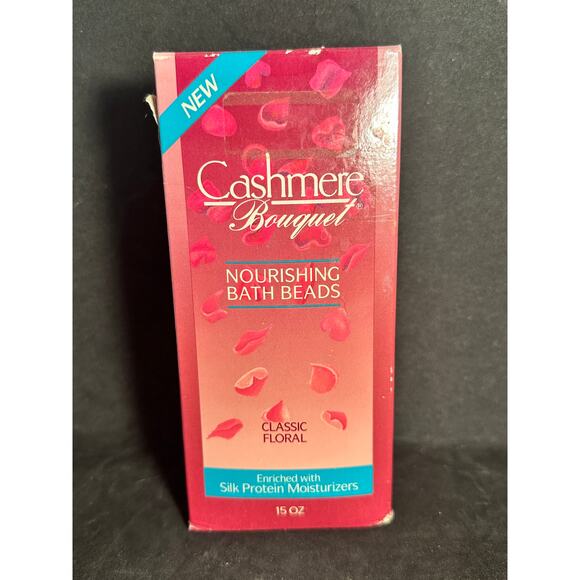 NEW
Cashmere
Bouquet®
NOURISHING
BATH BEADS
CLASSIC
FLORAL
Enriched with
Silk Protein Moisturizers
15 OZ